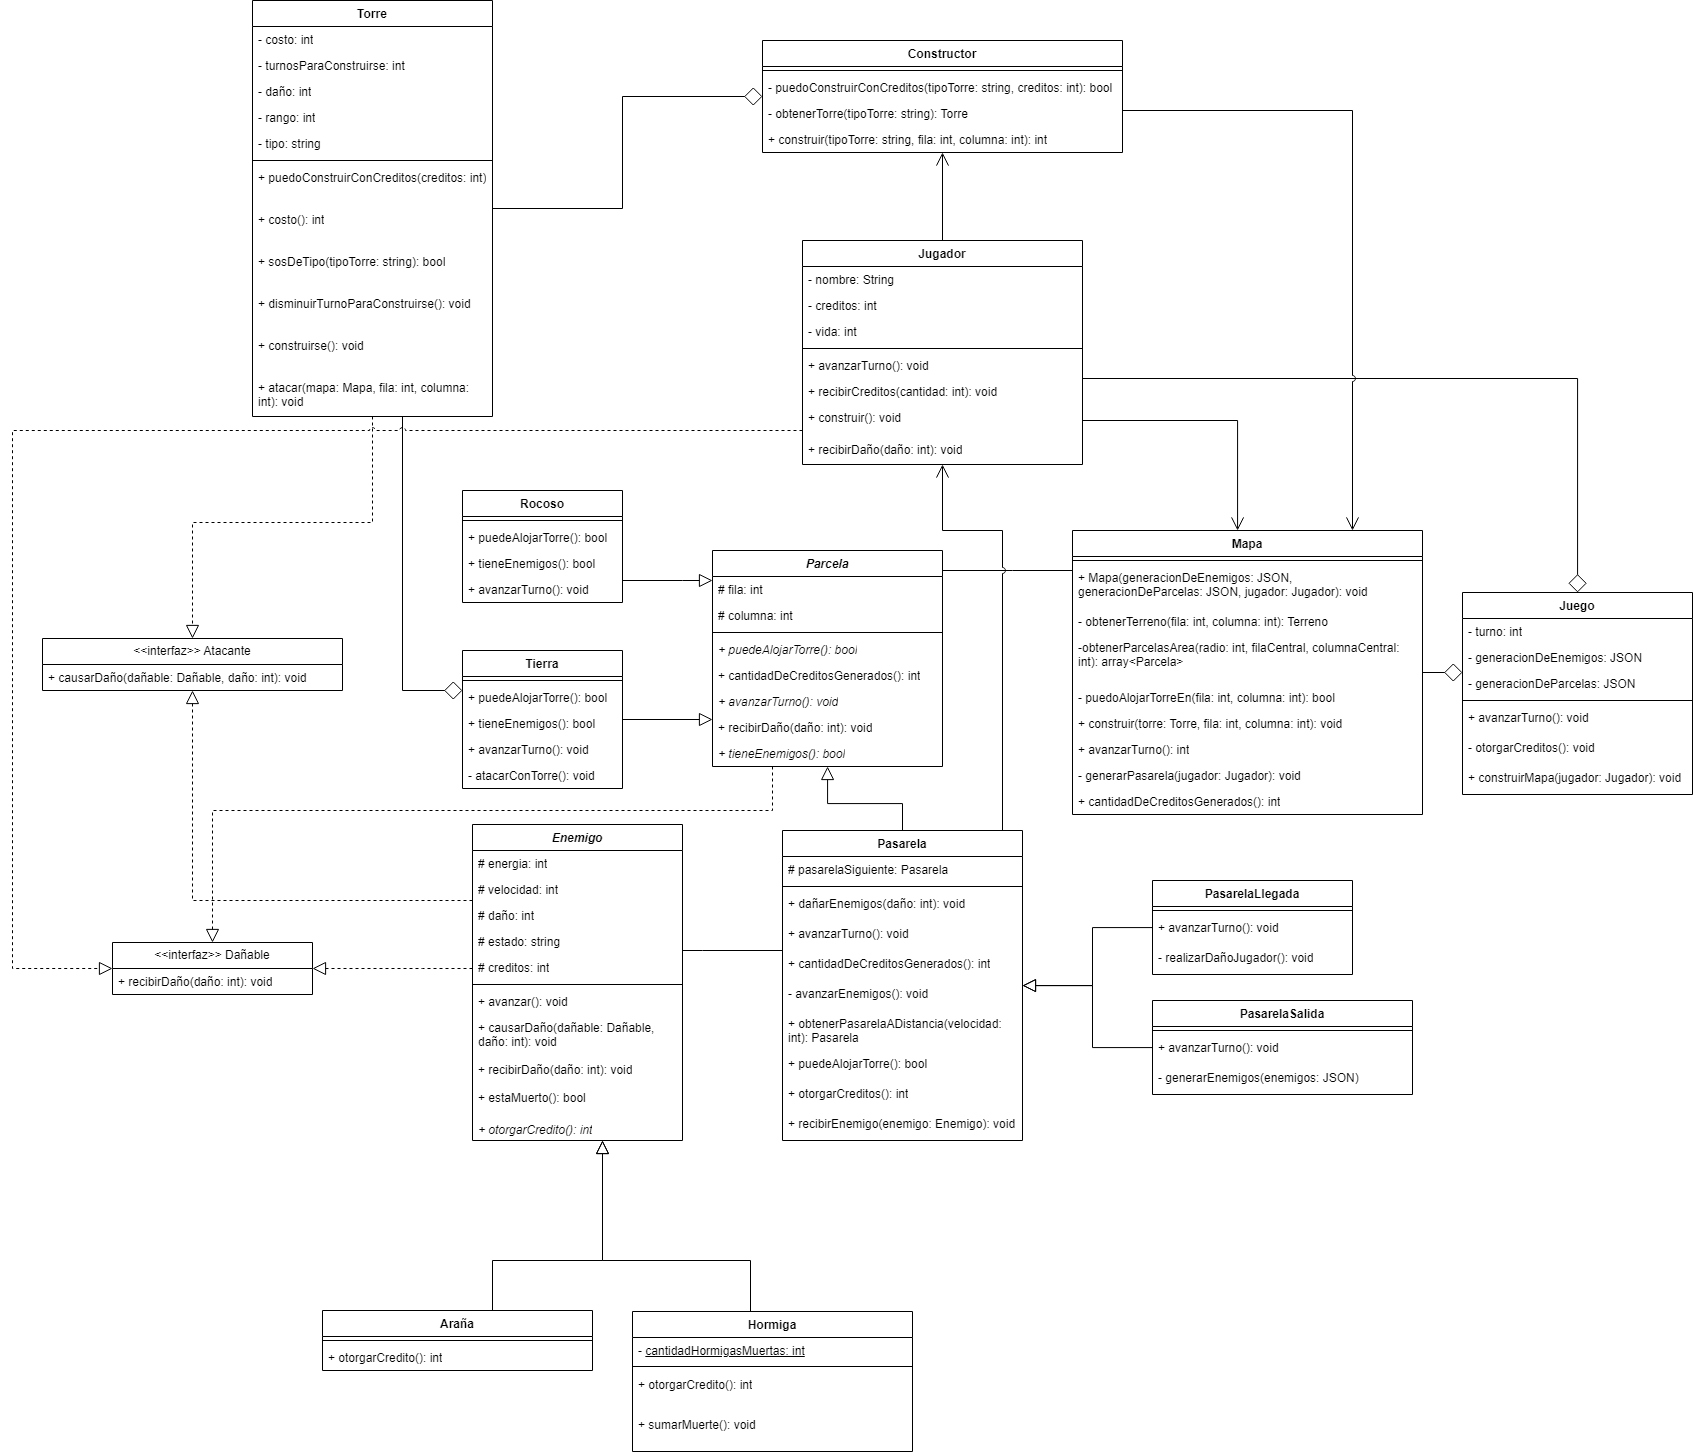 Torre
- costo: int
- turnosParaConstruirse: int
- daño: int
- rango: int
- tipo: string
+ puedoConstruirConCreditos(creditos: int)
+ costo(): int
+ sosDeTipo(tipoTorre: string): bool
+ disminuirTurnoParaConstruirse(): void
+ construirse(): void
+ atacar(mapa: Mapa, fila: int, columna:
int): void
Constructor
- puedoConstruirConCreditos(tipoTorre: string, creditos: int): bool
- obtenerTorre(tipoTorre: string): Torre
+ construir(tipoTorre: string, fila: int, columna: int): int
Jugador
- nombre: String
- creditos: int
- vida: int
+ avanzarTurno(): void
+ recibirCreditos(cantidad: int): void
+ construir(): void
+ recibirDaño(daño: int): void
Rocoso
+ puedeAlojarTorre(): bool
+ tieneEnemigos(): bool
+ avanzarTurno(): void
Parcela
# fila: int
# columna: int
+ puedeAlojarTorre(): bool
+ cantidadDeCreditosGenerados(): int
+ avanzarTurno(): void
+ recibirDaño(daño: int): void
+ tieneEnemigos(): bool
Mapa
+ Mapa(generacionDeEnemigos: JSON,
generacionDeParcelas: JSON, jugador: Jugador): void
- obtenerTerreno(fila: int, columna: int): Terreno
-obtenerParcelasArea(radio: int, filaCentral, columnaCentral:
int): array<Parcela>
- puedoAlojarTorreEn(fila: int, columna: int): bool
+ construir(torre: Torre, fila: int, columna: int): void
+ avanzarTurno(): int
- generarPasarela(jugador: Jugador): void
+ cantidadDeCreditosGenerados(): int
Juego
- turno: int
- generacionDeEnemigos: JSON
- generacionDeParcelas: JSON
+ avanzarTurno(): void
- otorgarCreditos(): void
+ construirMapa(jugador: Jugador): void
<<interfaz>> Atacante
+ causarDaño(dañable: Dañable, daño: int): void
Tierra
+ puedeAlojarTorre(): bool
+ tieneEnemigos(): bool
+ avanzarTurno(): void
- atacarConTorre(): void
Enemigo
# energia: int
# velocidad: int
# daño: int
# estado: string
# creditos: int
+ avanzar(): void
+ causarDaño(dañable: Dañable,
daño: int): void
+ recibirDaño(daño: int): void
+ estaMuerto(): bool
+ otorgarCredito(): int
Pasarela
# pasarelaSiguiente: Pasarela
+ dañarEnemigos(daño: int): void
+ avanzarTurno(): void
+ cantidadDeCreditosGenerados(): int
- avanzarEnemigos(): void
+ obtenerPasarelaADistancia(velocidad:
int): Pasarela
+ puedeAlojarTorre(): bool
+ otorgarCreditos(): int
+ recibirEnemigo(enemigo: Enemigo): void
PasarelaLlegada
+ avanzarTurno(): void
- realizarDañoJugador(): void
<<interfaz>> Dañable
+ recibirDaño(daño: int): void
PasarelaSalida
+ avanzarTurno(): void
- generarEnemigos(enemigos: JSON)
Araña
+ otorgarCredito(): int
Hormiga
- cantidadHormigasMuertas: int
+ otorgarCredito(): int
+ sumarMuerte(): void